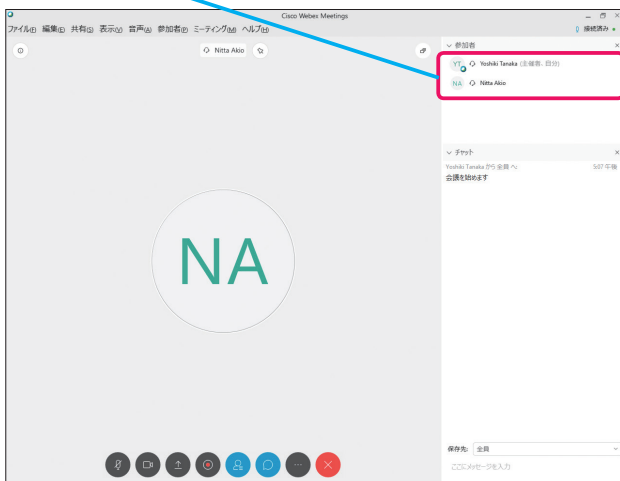 Cisco Webex Meetings
ファイル(F) 編集(E) 共有(S) 表示(V) 音声(A) 参加者(P) ミーティング(M) ヘルプ(H)
接続済み
Nitta Akio
参加者
YT Yoshiki Tanaka (主催者、自分)
NA Nitta Akio
チャット
Yoshiki Tanaka から 全員 へ: 5:07 午後
会議を始めます
NA
保存先: 全員
ここにメッセージを入力